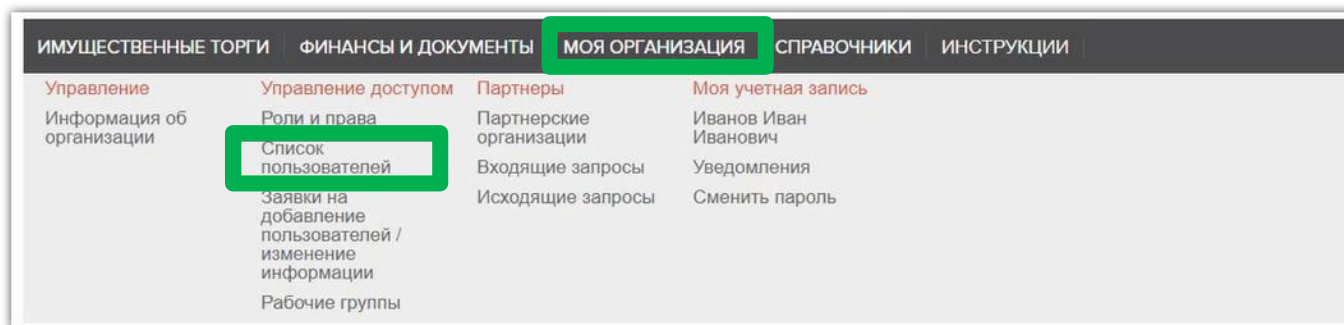 ИМУЩЕСТВЕННЫЕ ТОРГИ ФИНАНСЫ И ДОКУМЕНТЫ МОЯ ОРГАНИЗАЦИЯ СПРАВОЧНИКИ ИНСТРУКЦИИ
Управление
Информация об
организации
Управление доступом
Роли и права
Список
пользователей
Заявки на
добавление
пользователей /
изменение
информации
Рабочие группы
Партнеры
Партнерские
организации
Входящие запросы
Исходящие запросы
Моя учетная запись
Иванов Иван
Иванович
Уведомления
Сменить пароль